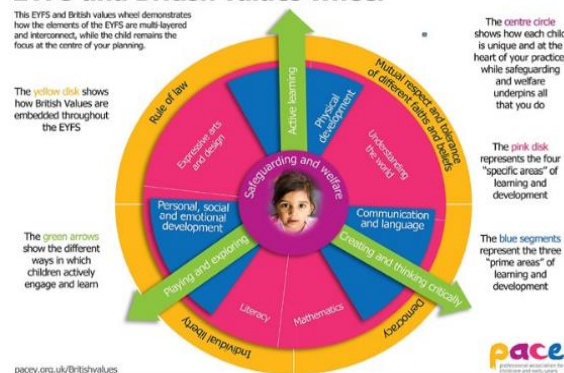 This EYFS and British values wheel demonstrates
how the elements of the EYFS are multi-layered
and interconnect, while the child remains the
focus at the centre of your planning.
The yellow disk shows
how British Values are
embedded throughout
the EYFS
The green arrows
show the different
ways in which
children actively
engage and learn
The centre circle
shows how each child
is unique and at the
heart of your practice
while safeguarding
and welfare
underpins all
that you do
The pink disk
represents the four
"specific areas" of
learning and
development
The blue segments
represent the three
"prime areas" of
learning and
development
Rule of law
Mutual respect and tolerance
of different faiths and beliefs
Democracy
Individual liberty
Active learning
Creating and thinking critically
Playing and exploring
Physical
development
Understanding
the world
Communication
and language
Mathematics
Literacy
Personal, social
and emotional
development
Expressive arts
and design
Safeguarding and welfare
pacey.org.uk/Britishvalues
pace
professional association for
childcare and early years